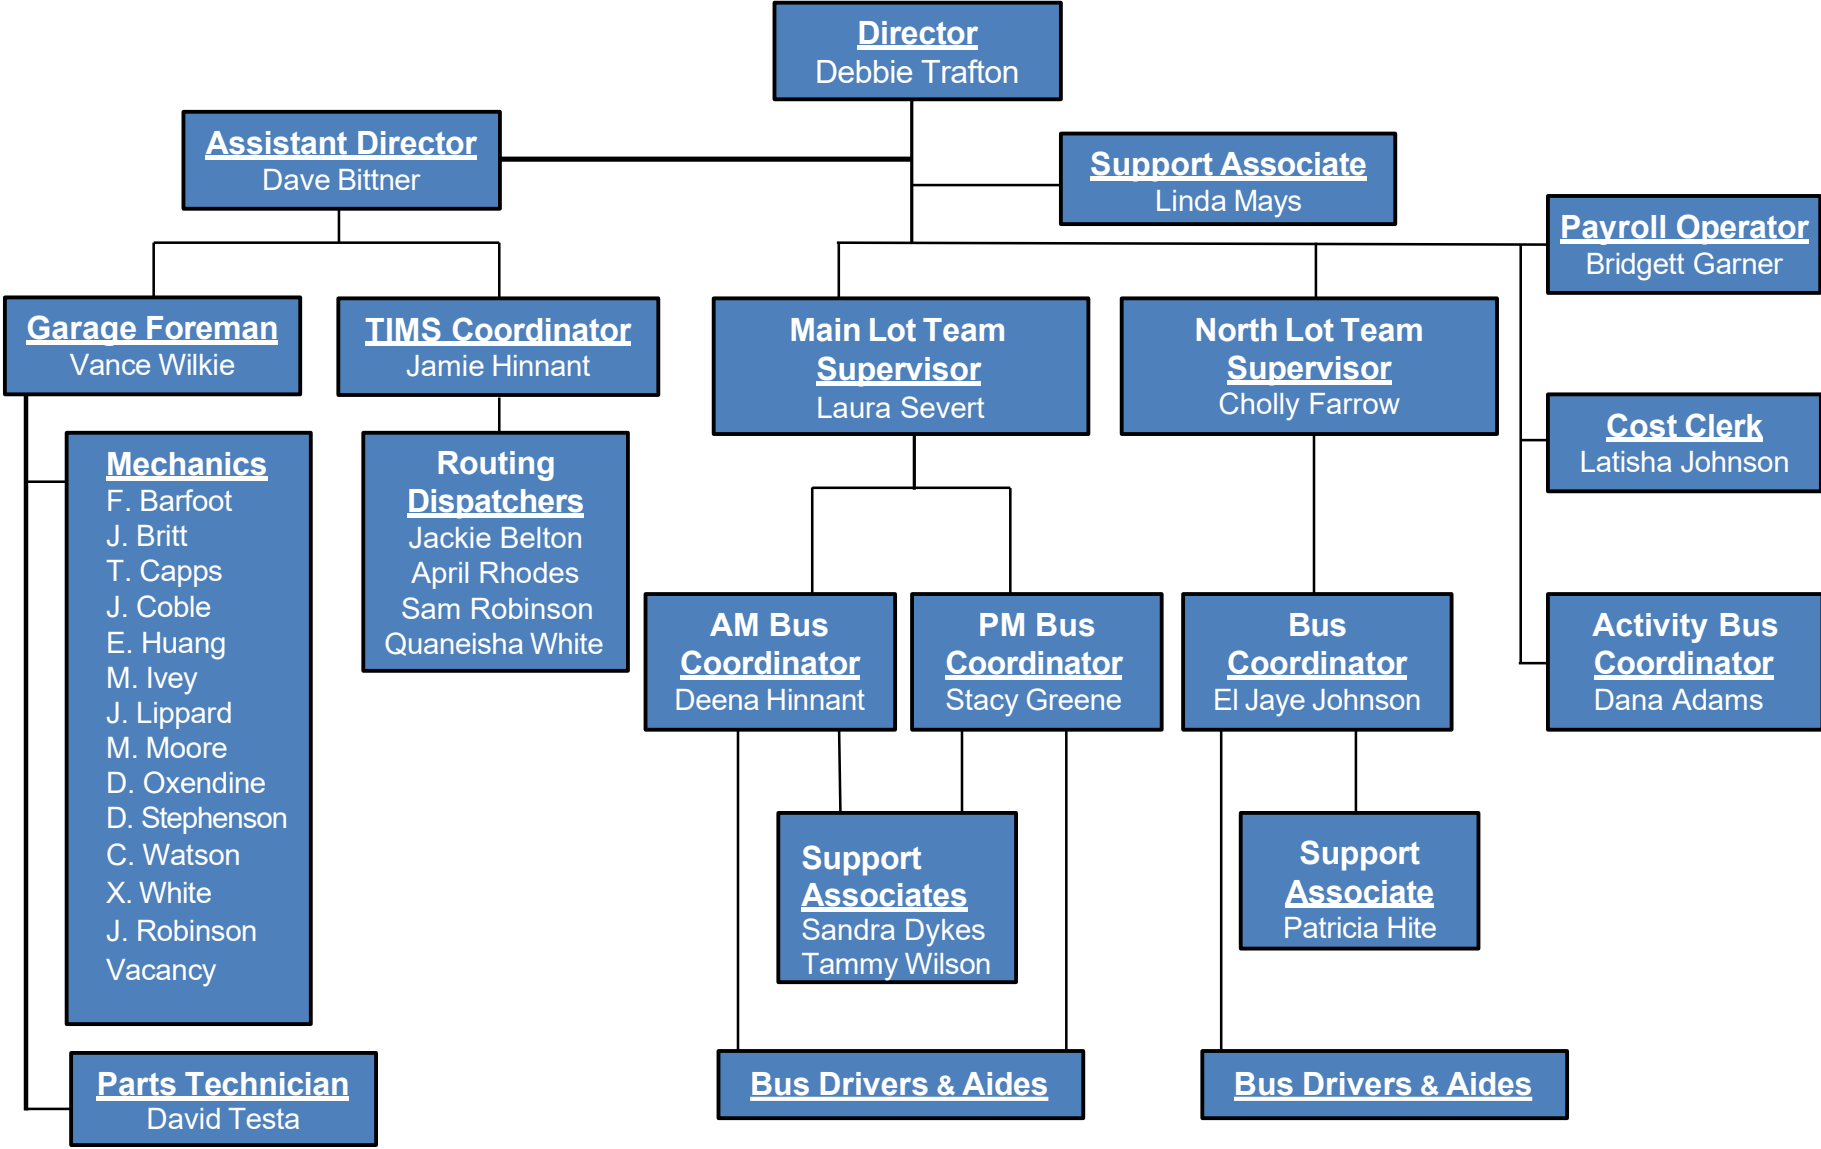 Director
Debbie Trafton
Assistant Director
Dave Bittner
Support Associate
Linda Mays
Payroll Operator
Bridgett Garner
Garage Foreman
Vance Wilkie
TIMS Coordinator
Jamie Hinnant
Main Lot Team
Supervisor
Laura Severt
North Lot Team
Supervisor
Cholly Farrow
Cost Clerk
Latisha Johnson
Mechanics
F. Barfoot
J. Britt
T. Capps
J. Coble
E. Huang
M. Ivey
J. Lippard
M. Moore
D. Oxendine
D. Stephenson
C. Watson
X. White
J. Robinson
Vacancy
Routing
Dispatchers
Jackie Belton
April Rhodes
Sam Robinson
Quaneisha White
AM Bus
Coordinator
Deena Hinnant
PM Bus
Coordinator
Stacy Greene
Bus
Coordinator
El Jaye Johnson
Activity Bus
Coordinator
Dana Adams
Support
Associates
Sandra Dykes
Tammy Wilson
Support
Associate
Patricia Hite
Parts Technician
David Testa
Bus Drivers & Aides
Bus Drivers & Aides